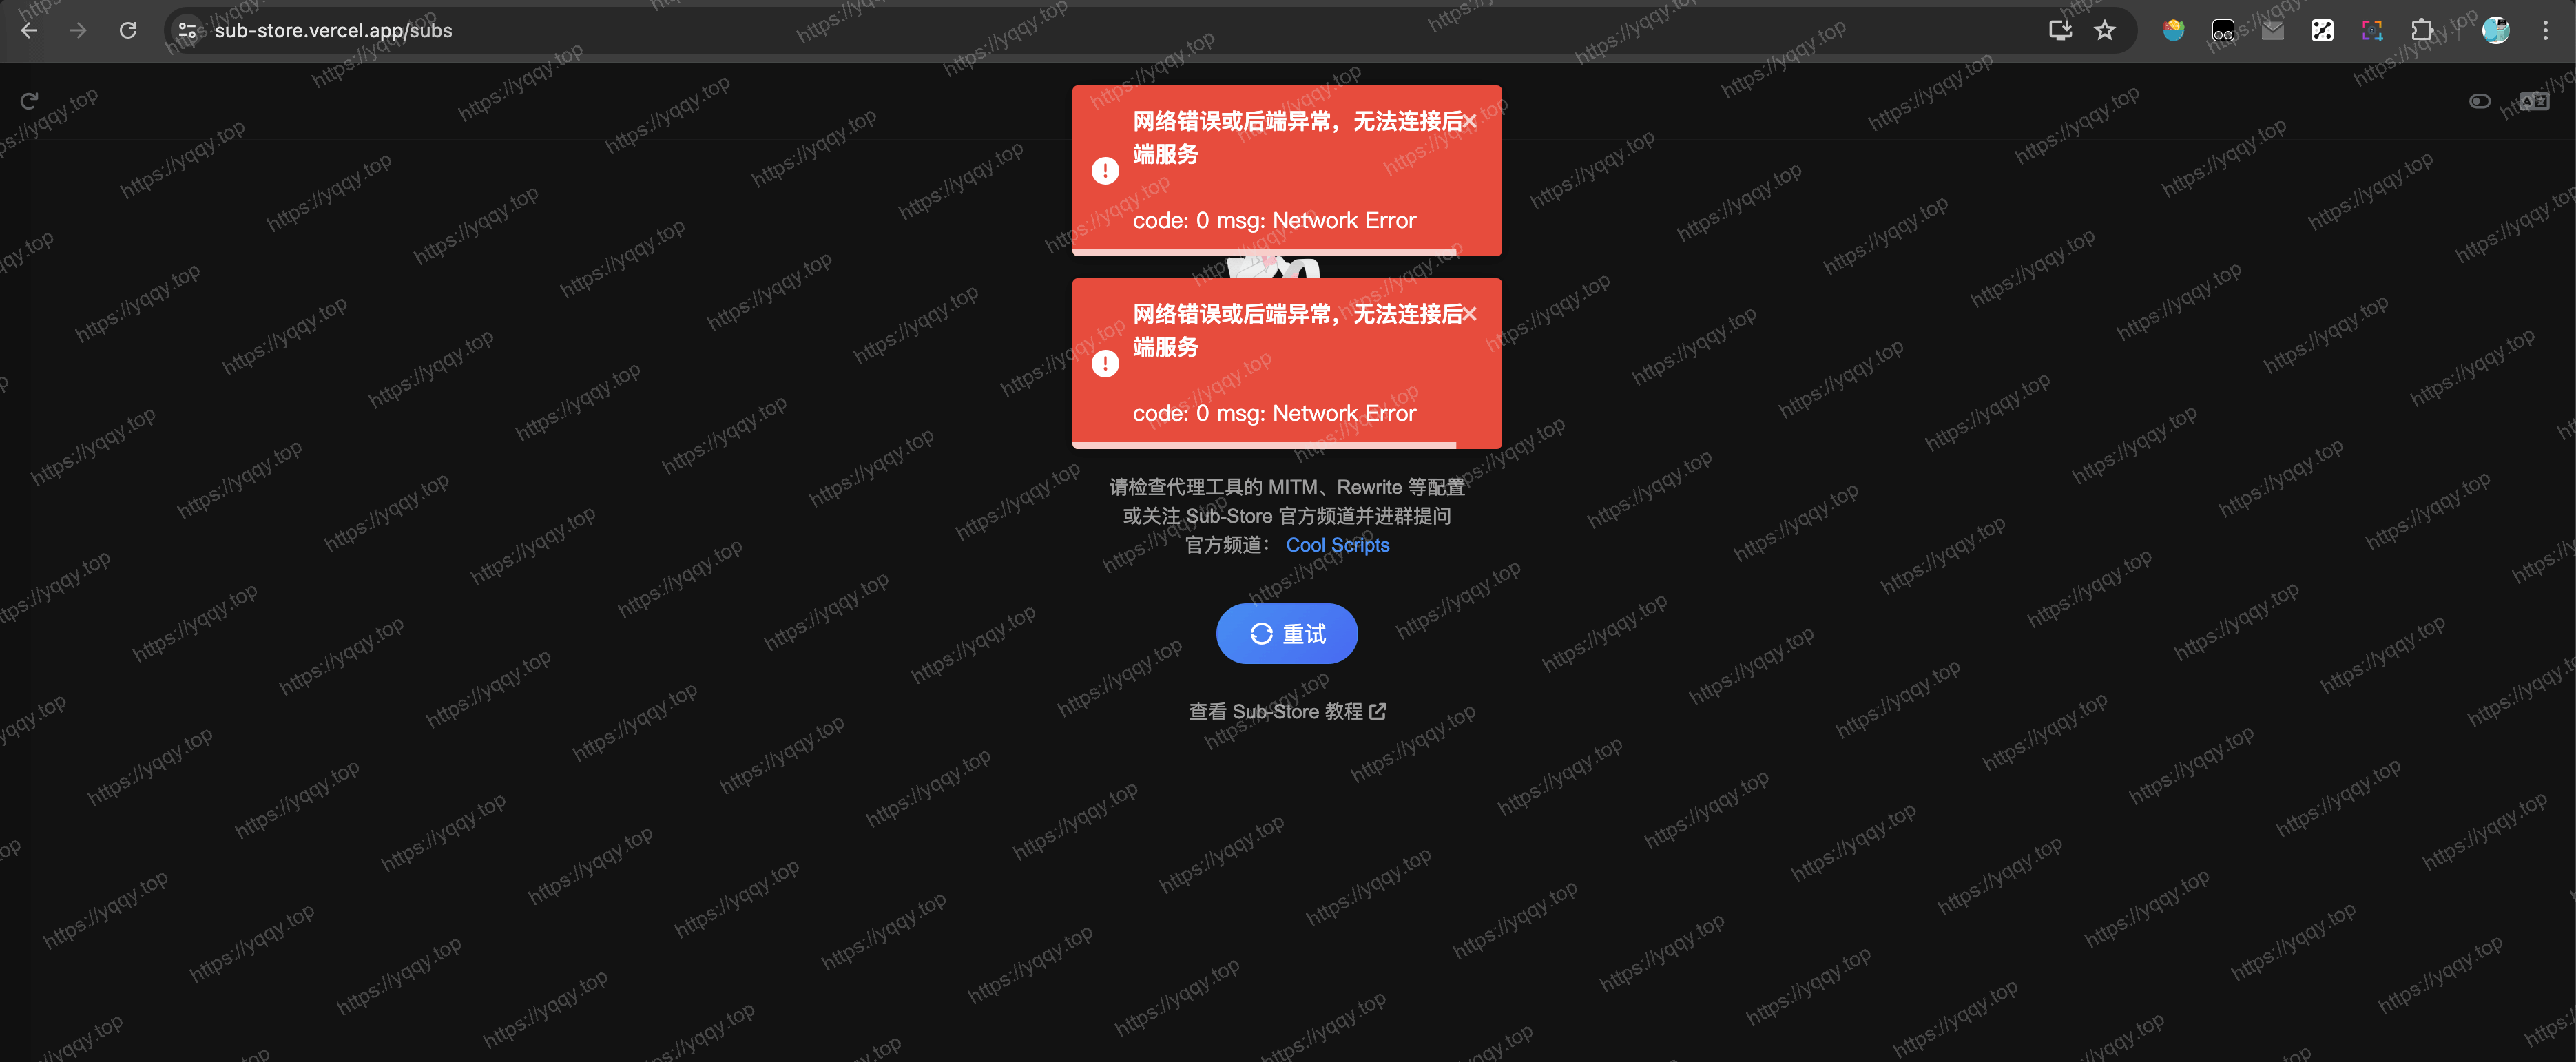 sub-store.vercel.app/subs
网络错误或后端异常，无法连接后
端服务
code: 0 msg: Network Error
网络错误或后端异常，无法连接后
端服务
code: 0 msg: Network Error
请检查代理工具的 MITM、Rewrite 等配置
或关注 Sub-Store 官方频道并进群提问
官方频道： Cool Scripts
重试
查看 Sub-Store 教程
https://yqqy.top